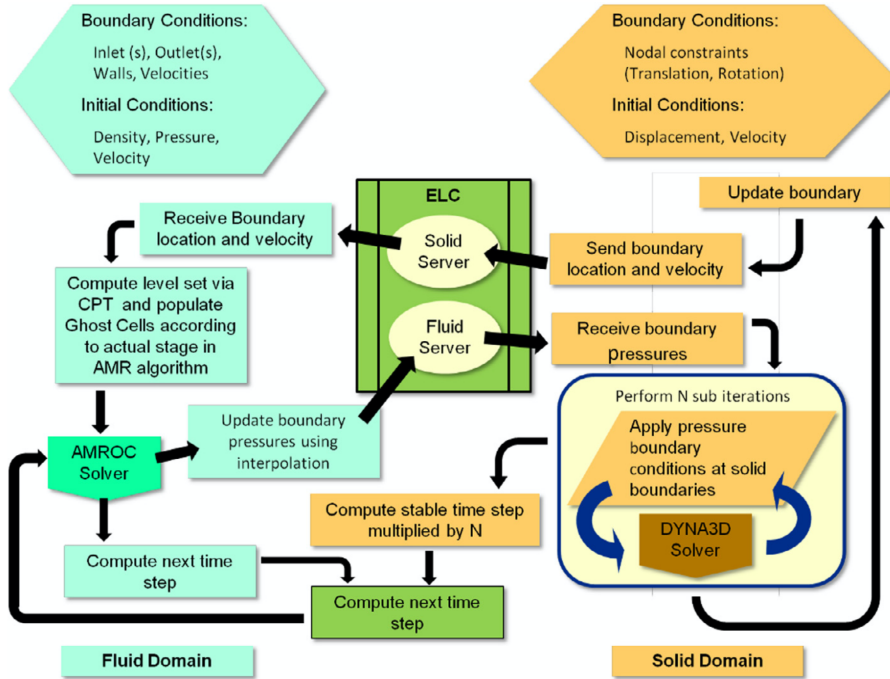 Boundary Conditions:
Inlet (s), Outlet(s),
Walls, Velocities
Initial Conditions:
Density, Pressure,
Velocity
Boundary Conditions:
Nodal constraints
(Translation, Rotation)
Initial Conditions:
Displacement, Velocity
ELC
Solid
Server
Fluid
Server
Update boundary
Receive Boundary
location and velocity
Send boundary
location and velocity
Compute level set via
CPT and populate
Ghost Cells according
to actual stage in
AMR algorithm
Receive boundary
pressures
Perform N sub iterations
Apply pressure
boundary
conditions at solid
boundaries
DYNA3D
Solver
Update boundary
pressures using
interpolation
AMROC
Solver
Compute stable time step
multiplied by N
Compute next time
step
Compute next time
step
Fluid Domain
Solid Domain